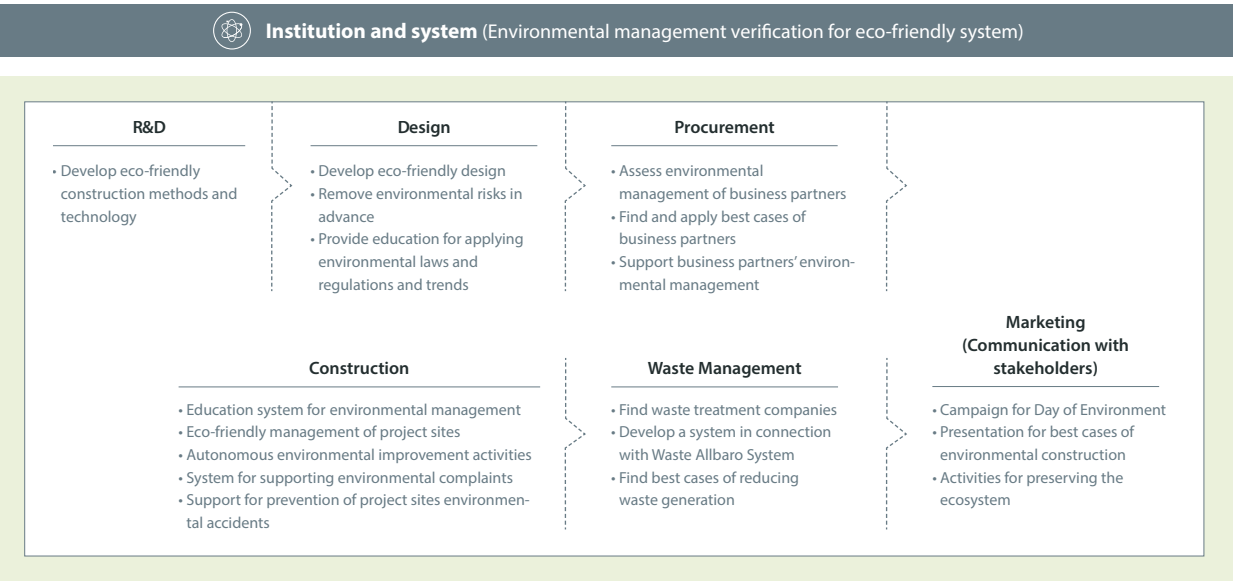 Institution and system (Environmental management verification for eco-friendly system)
R&D
• Develop eco-friendly
construction methods and
technology
Design
• Develop eco-friendly design
• Remove environmental risks in
advance
• Provide education for applying
environmental laws and
regulations and trends
Procurement
• Assess environmental
management of business partners
• Find and apply best cases of
business partners
• Support business partners' environ-
mental management
Construction
• Education system for environmental management
• Eco-friendly management of project sites
• Autonomous environmental improvement activities
• System for supporting environmental complaints
• Support for prevention of project sites environmen-
tal accidents
Waste Management
• Find waste treatment companies
• Develop a system in connection
with Waste Allbaro System
• Find best cases of reducing
waste generation
Marketing
(Communication with
stakeholders)
• Campaign for Day of Environment
• Presentation for best cases of
environmental construction
• Activities for preserving the
ecosystem